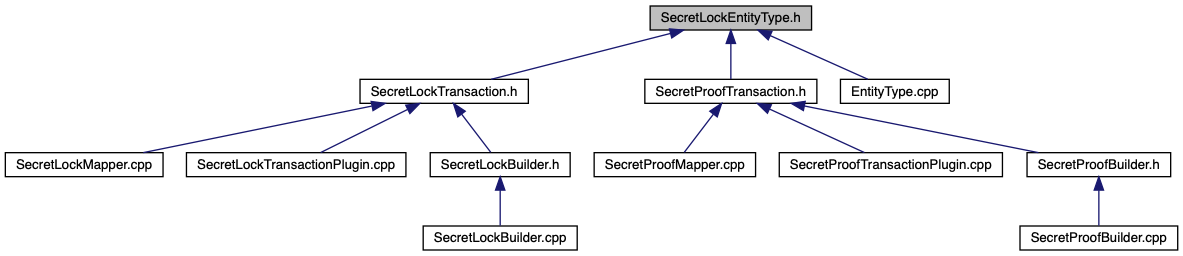 SecretLockEntityType.h
SecretLockTransaction.h
SecretProofTransaction.h
EntityType.cpp
SecretLockMapper.cpp
SecretLockTransactionPlugin.cpp
SecretLockBuilder.h
SecretProofMapper.cpp
SecretProofTransactionPlugin.cpp
SecretProofBuilder.h
SecretLockBuilder.cpp
SecretProofBuilder.cpp